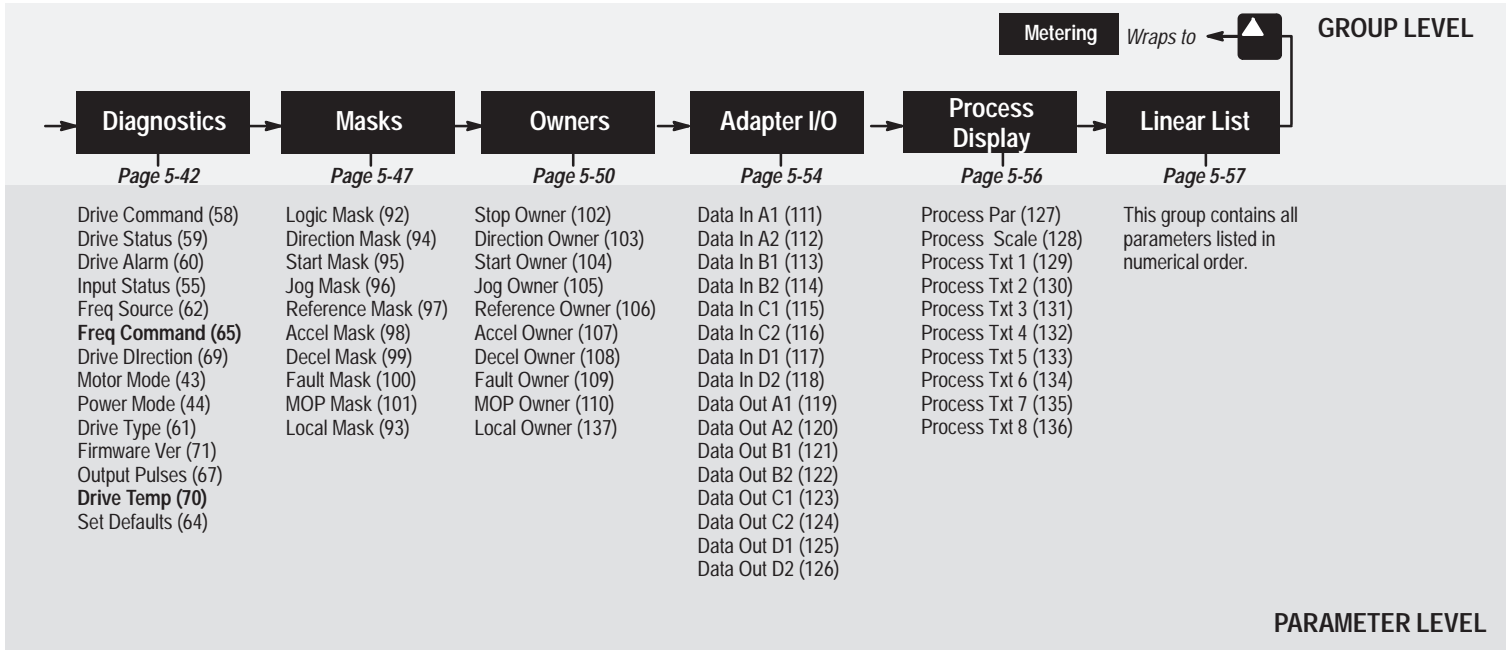 GROUP LEVEL
Metering
Wraps to
Diagnostics
Masks
Owners
Adapter I/O
Process
Display
Linear List
Page 5-42
Page 5-47
Page 5-50
Page 5-54
Page 5-56
Page 5-57
Drive Command (58)
Drive Status (59)
Drive Alarm (60)
Input Status (55)
Freq Source (62)
Freq Command (65)
Drive DIrection (69)
Motor Mode (43)
Power Mode (44)
Drive Type (61)
Firmware Ver (71)
Output Pulses (67)
Drive Temp (70)
Set Defaults (64)
Logic Mask (92)
Direction Mask (94)
Start Mask (95)
Jog Mask (96)
Reference Mask (97)
Accel Mask (98)
Decel Mask (99)
Fault Mask (100)
MOP Mask (101)
Local Mask (93)
Stop Owner (102)
Direction Owner (103)
Start Owner (104)
Jog Owner (105)
Reference Owner (106)
Accel Owner (107)
Decel Owner (108)
Fault Owner (109)
MOP Owner (110)
Local Owner (137)
Data In A1 (111)
Data In A2 (112)
Data In B1 (113)
Data In B2 (114)
Data In C1 (115)
Data In C2 (116)
Data In D1 (117)
Data In D2 (118)
Data Out A1 (119)
Data Out A2 (120)
Data Out B1 (121)
Data Out B2 (122)
Data Out C1 (123)
Data Out C2 (124)
Data Out D1 (125)
Data Out D2 (126)
Process Par (127)
Process Scale (128)
Process Txt 1 (129)
Process Txt 2 (130)
Process Txt 3 (131)
Process Txt 4 (132)
Process Txt 5 (133)
Process Txt 6 (134)
Process Txt 7 (135)
Process Txt 8 (136)
This group contains all
parameters listed in
numerical order.
PARAMETER LEVEL